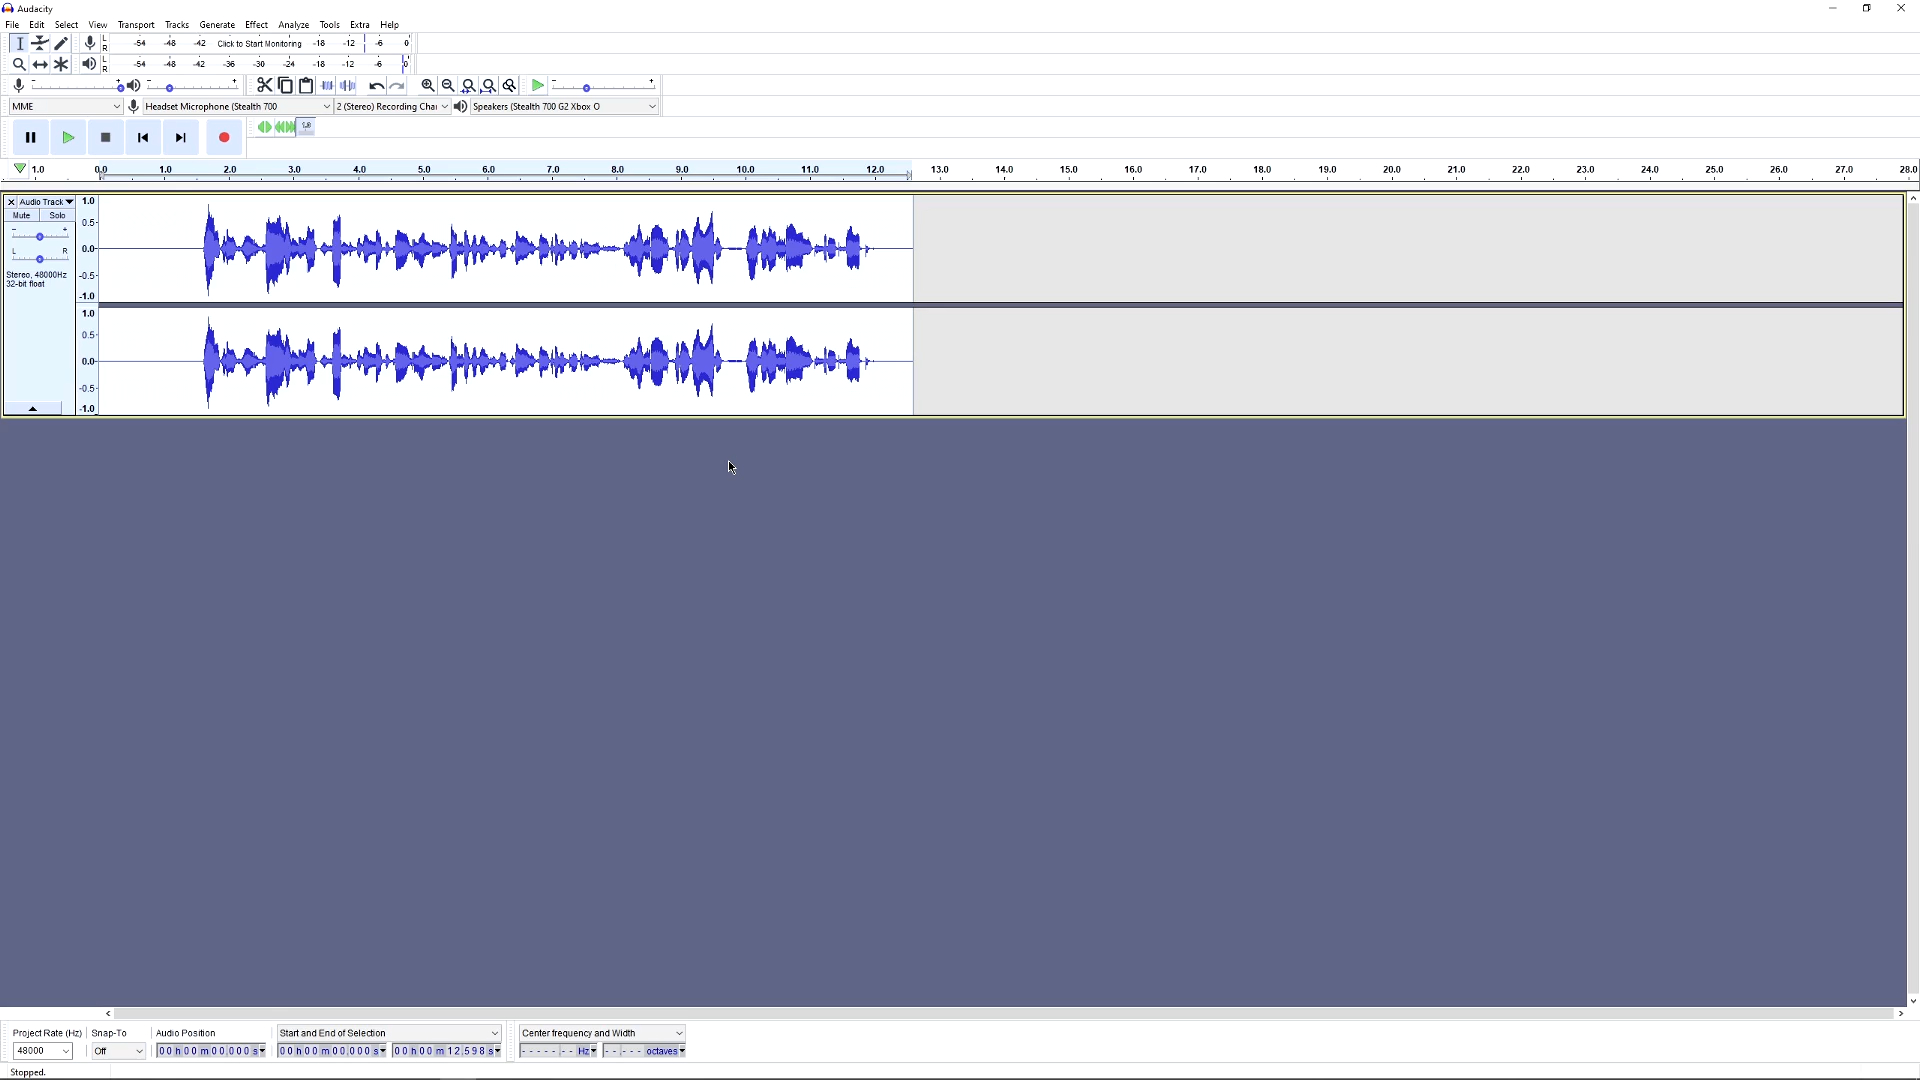 Audacity
File Edit Select View Transport Tracks Generate Effect Analyze Tools Extra Help
L R -54 -48 -42 Click to Start Monitoring -18 -12 -6 0
L R -54 -48 -42 -36 -30 -24 -18 -12 -6 0
- + - + - +
MME Headset Microphone (Stealth 700 2 (Stereo) Recording Chai Speakers (Stealth 700 G2 Xbox O
1.0 0.0 1.0 2.0 3.0 4.0 5.0 6.0 7.0 8.0 9.0 10.0 11.0 12.0 13.0 14.0 15.0 16.0 17.0 18.0 19.0 20.0 21.0 22.0 23.0 24.0 25.0 26.0 27.0 28.0
Audio Track 1.0
Mute Solo
- + 0.5
L R 0.0
Stereo, 48000Hz -0.5
32-bit float
-1.0
1.0
0.5
0.0
-0.5
-1.0
Project Rate (Hz) Snap-To Audio Position Start and End of Selection Center frequency and Width
48000 Off 00 h 00 m 00.000 s 00 h 00 m 00.000 s 00 h 00 m 12.598 s Hz octaves
Stopped.